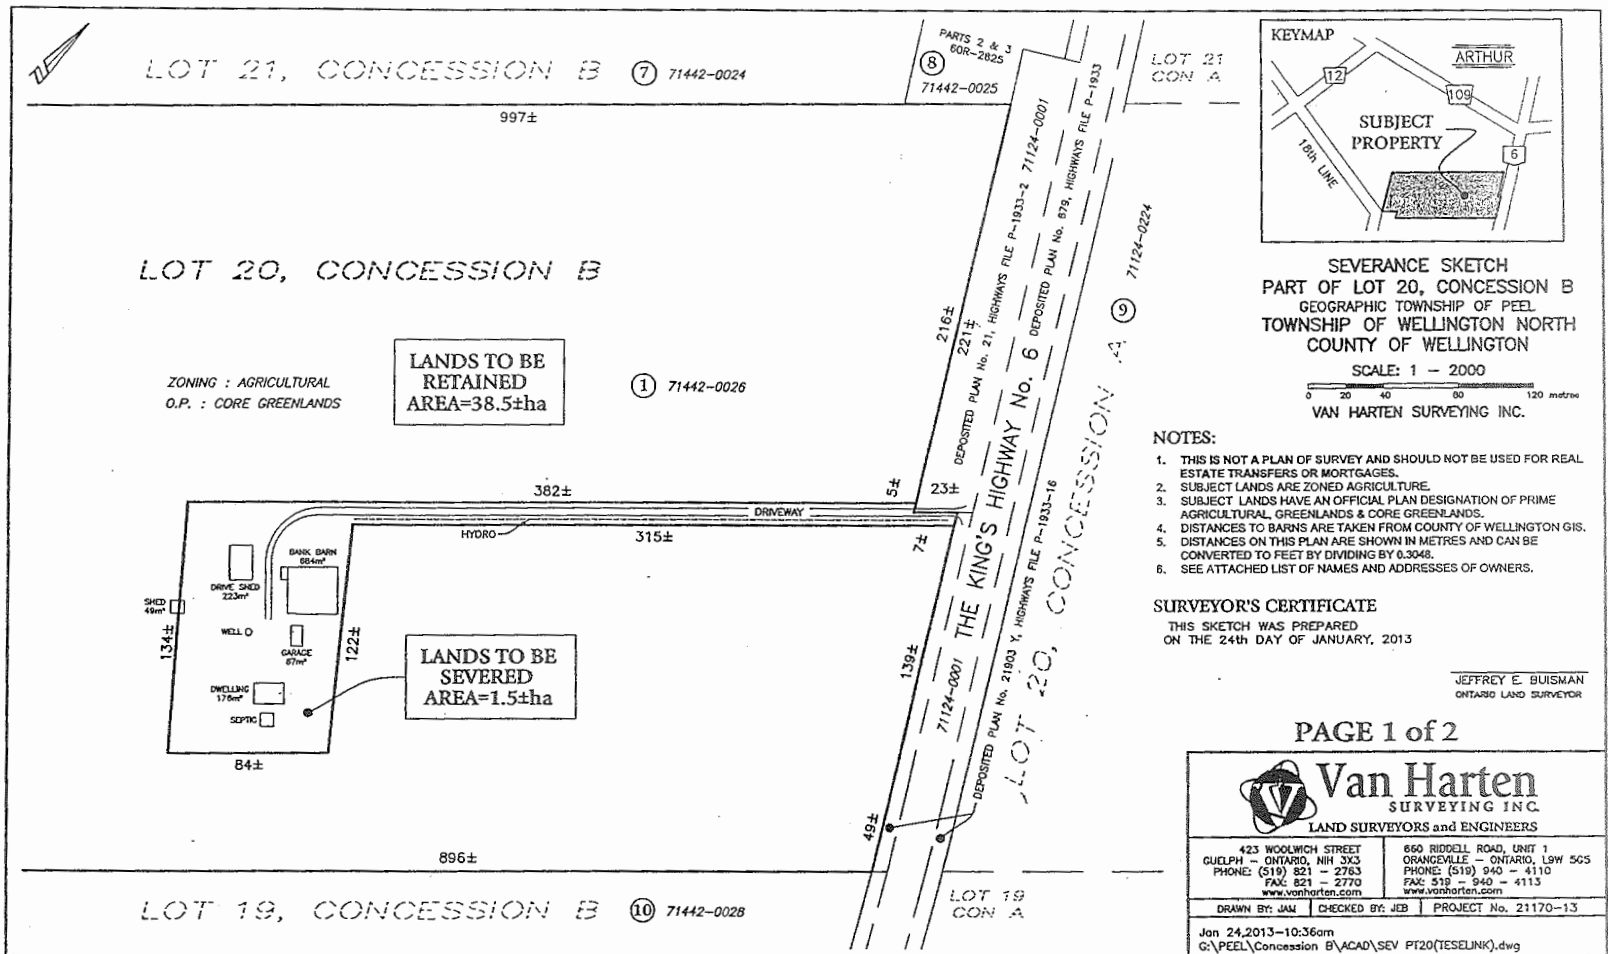 LOT 21, CONCESSION B
7
71442-0024
PARTS 2 & 3
60R-2825
8
71442-0025
LOT 21
CON A
997±
LOT 20, CONCESSION B
ZONING : AGRICULTURAL
O.P. : CORE GREENLANDS
LANDS TO BE
RETAINED
AREA=38.5±ha
1
71442-0026
216±
221±
DEPOSITED PLAN No. 21, HIGHWAYS FILE P-1933-2 71124-0001
DEPOSITED PLAN No. 679, HIGHWAYS FILE P-1933
THE KING'S HIGHWAY No. 6
9
71124-0224
LOT 20, CONCESSION A
382±
5±
23±
DRIVEWAY
HYDRO
315±
7±
DRIVE SHED
223m²
BANK BARN
684m²
SHED
49m²
134±
WELL
GARAGE
67m²
122±
DWELLING
176m²
SEPTIC
84±
LANDS TO BE
SEVERED
AREA=1.5±ha
139±
71124-0001
DEPOSITED PLAN No. 21903 Y, HIGHWAYS FILE P-1933-16
49±
896±
LOT 19, CONCESSION B
10
71442-0028
LOT 19
CON A
KEYMAP
ARTHUR
12
109
SUBJECT
PROPERTY
6
18th LINE
SEVERANCE SKETCH
PART OF LOT 20, CONCESSION B
GEOGRAPHIC TOWNSHIP OF PEEL
TOWNSHIP OF WELLINGTON NORTH
COUNTY OF WELLINGTON
SCALE: 1 - 2000
0 20 40 80 120 metres
VAN HARTEN SURVEYING INC.
NOTES:
1. THIS IS NOT A PLAN OF SURVEY AND SHOULD NOT BE USED FOR REAL
ESTATE TRANSFERS OR MORTGAGES.
2. SUBJECT LANDS ARE ZONED AGRICULTURE.
3. SUBJECT LANDS HAVE AN OFFICIAL PLAN DESIGNATION OF PRIME
AGRICULTURAL, GREENLANDS & CORE GREENLANDS.
4. DISTANCES TO BARNS ARE TAKEN FROM COUNTY OF WELLINGTON GIS.
5. DISTANCES ON THIS PLAN ARE SHOWN IN METRES AND CAN BE
CONVERTED TO FEET BY DIVIDING BY 0.3048.
6. SEE ATTACHED LIST OF NAMES AND ADDRESSES OF OWNERS.
SURVEYOR'S CERTIFICATE
THIS SKETCH WAS PREPARED
ON THE 24th DAY OF JANUARY, 2013
JEFFREY E. BUISMAN
ONTARIO LAND SURVEYOR
PAGE 1 of 2
Van Harten
SURVEYING INC.
LAND SURVEYORS and ENGINEERS
423 WOOLWICH STREET
GUELPH - ONTARIO, N1H 3X3
PHONE: (519) 821 - 2763
FAX: 821 - 2770
www.vanharten.com
660 RIDDELL ROAD, UNIT 1
ORANGEVILLE - ONTARIO, L9W 5G5
PHONE: (519) 940 - 4110
FAX: 519 - 940 - 4113
www.vanharten.com
DRAWN BY: JAM
CHECKED BY: JEB
PROJECT No. 21170-13
Jan 24,2013-10:36am
G:\PEEL\Concession B\ACAD\SEV PT20(TESELINK).dwg